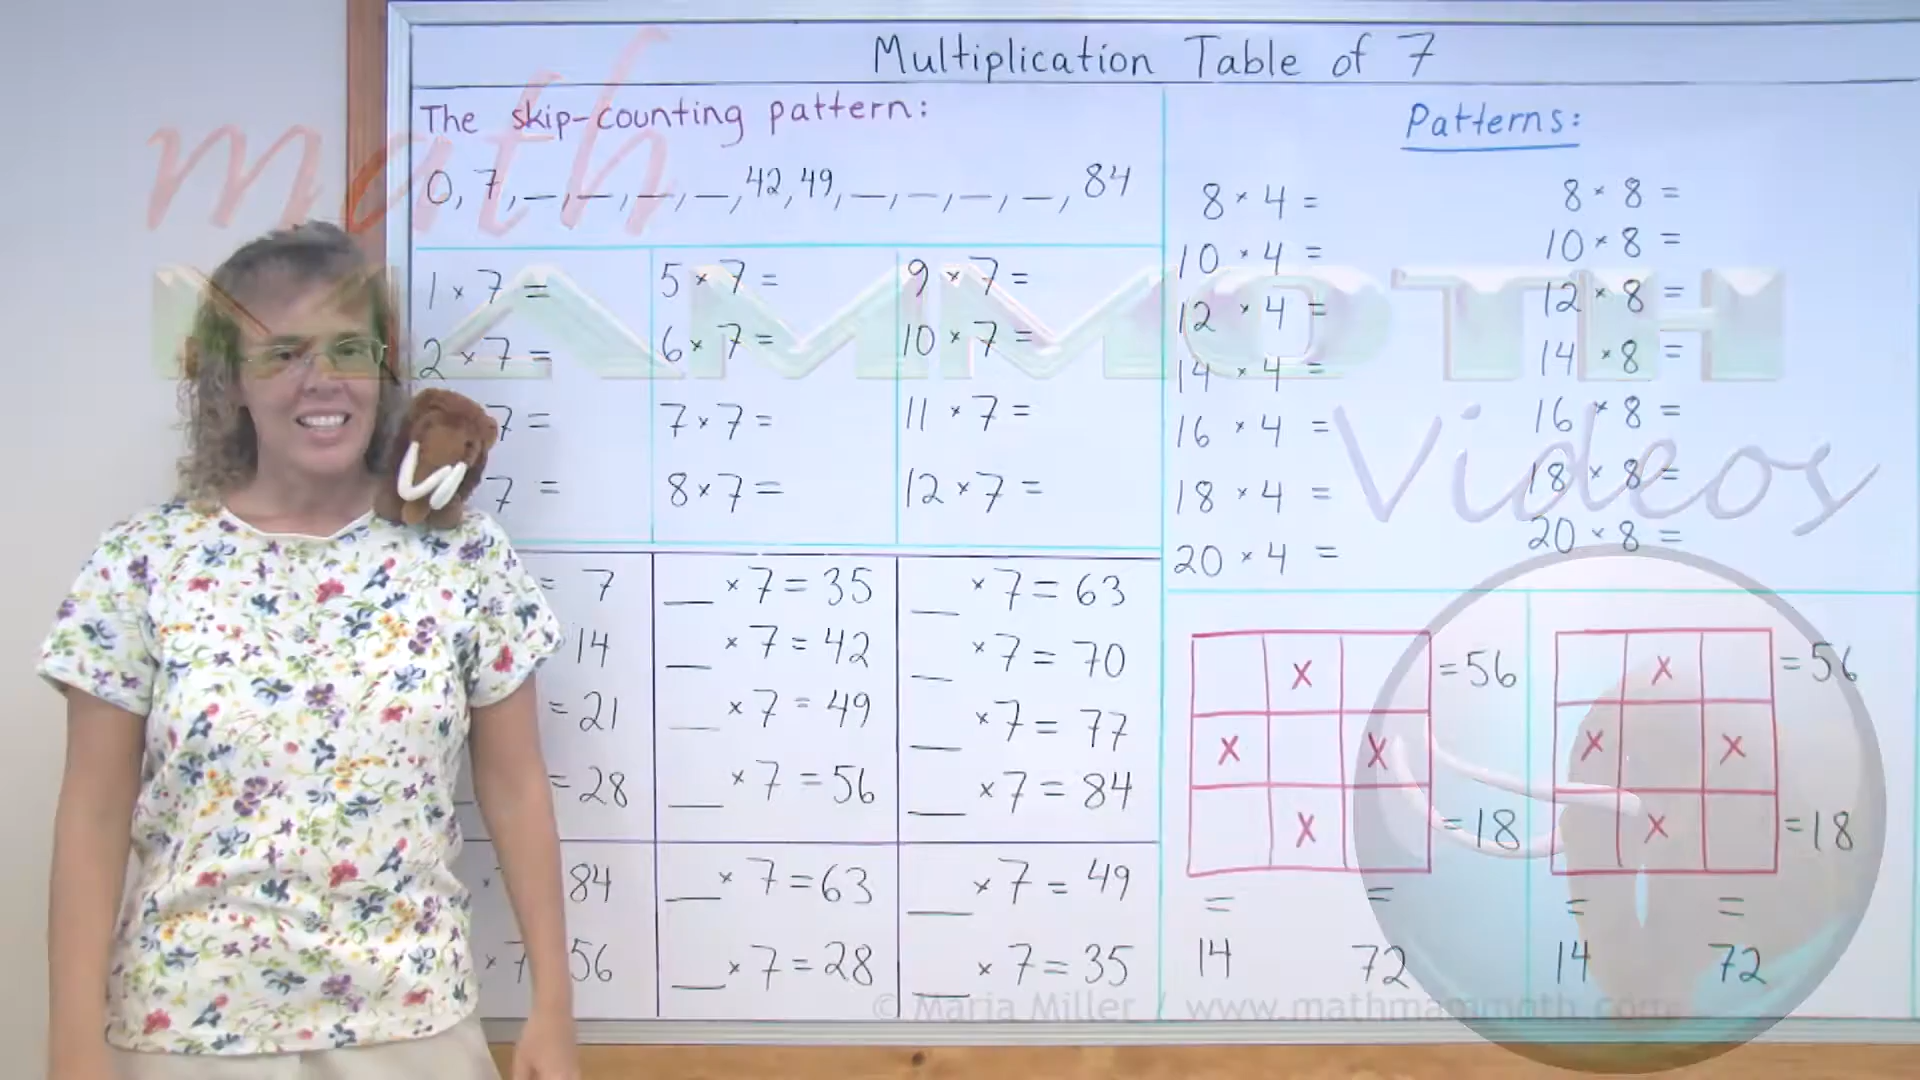 Multiplication Table of 7
The skip-counting pattern:
0, 7, __, __, __, __, 42, 49, __, __, __, __, 84
1 × 7 =
2 × 7 =
7 =
7 =
5 × 7 =
6 × 7 =
7 × 7 =
8 × 7 =
9 × 7 =
10 × 7 =
11 × 7 =
12 × 7 =
= 7
14
= 21
= 28
__ × 7 = 35
__ × 7 = 42
__ × 7 = 49
__ × 7 = 56
__ × 7 = 63
__ × 7 = 70
__ × 7 = 77
__ × 7 = 84
× 84
× 7 56
__ × 7 = 63
__ × 7 = 28
__ × 7 = 49
__ × 7 = 35
Patterns:
8 × 4 =
10 × 4 =
12 × 4 =
14 × 4 =
16 × 4 =
18 × 4 =
20 × 4 =
8 × 8 =
10 × 8 =
12 × 8 =
14 × 8 =
16 × 8 =
18 × 8 =
20 × 8 =
× = 56
× ×
× = 18
= =
14 72
× = 56
× ×
× = 18
= =
14 72
math
MAMMOTH
Videos
© Maria Miller / www.mathmammoth.com